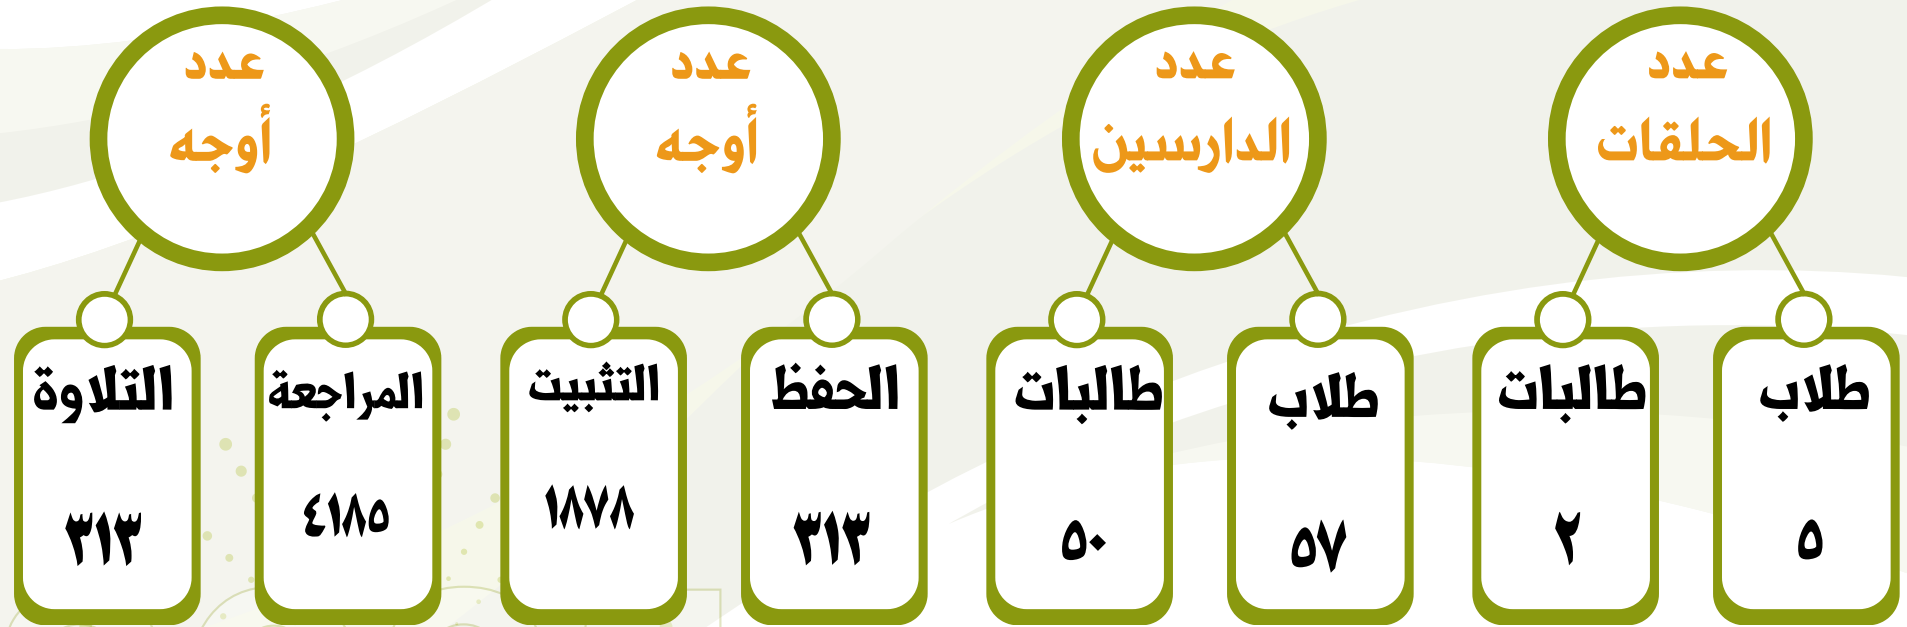 عدد
الحلقات
طلاب
٥
طالبات
٢
عدد
الدارسين
طلاب
٥٧
طالبات
٥٠
عدد
أوجه
الحفظ
٣١٣
التثبيت
١٨٧٨
عدد
أوجه
المراجعة
٤١٨٥
التلاوة
٣١٣